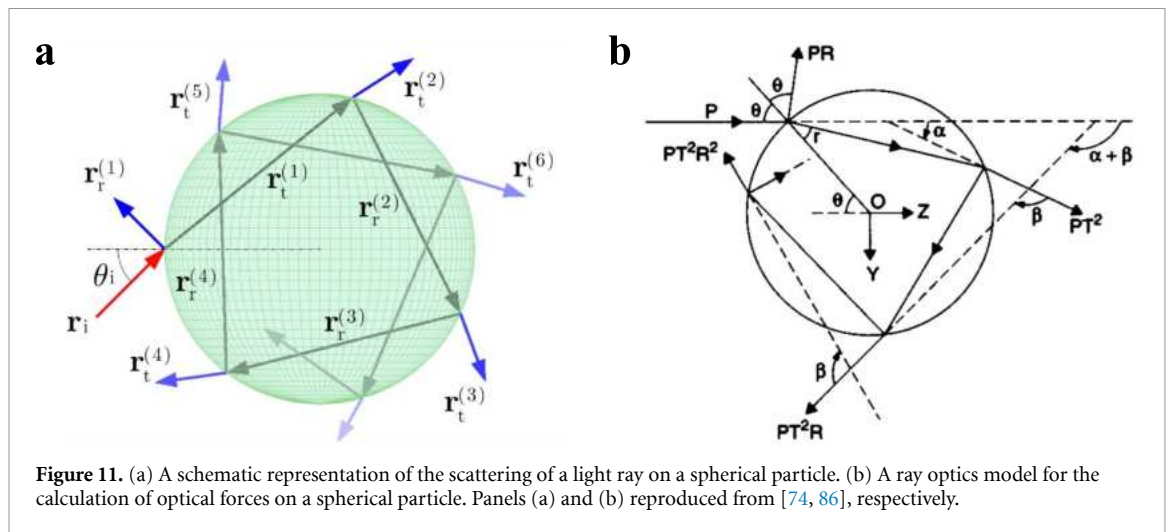 a
b
r_t^(5)
r_t^(2)
r_r^(1)
r_t^(1)
r_t^(6)
r_r^(2)
θ_i
r_r^(4)
r_i
r_r^(3)
r_t^(4)
r_t^(3)
PR
θ
P
θ
r
α
PT²R²
α + β
θ
O
Z
β
PT²
Y
β
PT²R
Figure 11. (a) A schematic representation of the scattering of a light ray on a spherical particle. (b) A ray optics model for the
calculation of optical forces on a spherical particle. Panels (a) and (b) reproduced from [74, 86], respectively.